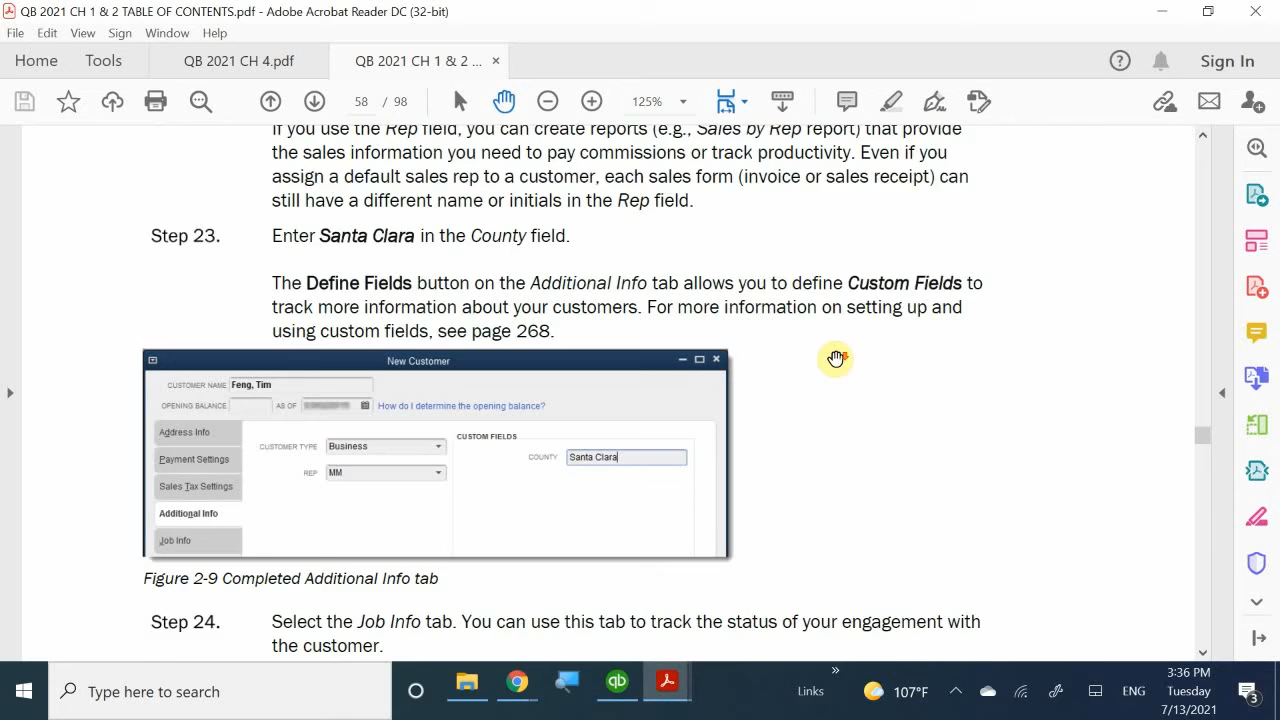 QB 2021 CH 1 & 2 TABLE OF CONTENTS.pdf - Adobe Acrobat Reader DC (32-bit)
File Edit View Sign Window Help
Home Tools QB 2021 CH 4.pdf QB 2021 CH 1 & 2 ... × Sign In
58 / 98 125%
If you use the Rep field, you can create reports (e.g., Sales by Rep report) that provide
the sales information you need to pay commissions or track productivity. Even if you
assign a default sales rep to a customer, each sales form (invoice or sales receipt) can
still have a different name or initials in the Rep field.
Step 23. Enter Santa Clara in the County field.
The Define Fields button on the Additional Info tab allows you to define Custom Fields to
track more information about your customers. For more information on setting up and
using custom fields, see page 268.
New Customer
CUSTOMER NAME Feng, Tim
OPENING BALANCE AS OF How do I determine the opening balance?
Address Info
Payment Settings
Sales Tax Settings
Additional Info
Job Info
CUSTOMER TYPE Business
REP MM
CUSTOM FIELDS
COUNTY Santa Clara
Figure 2-9 Completed Additional Info tab
Step 24. Select the Job Info tab. You can use this tab to track the status of your engagement with
the customer.
Type here to search
qb
Links »
107°F
ENG
3:36 PM
Tuesday
7/13/2021
3